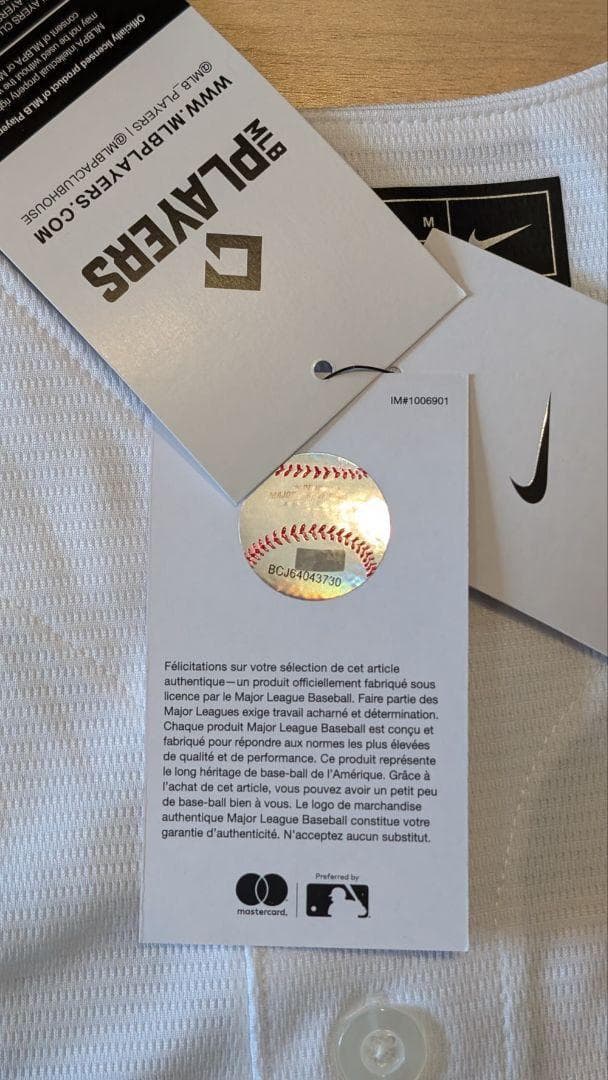 Officially licensed product of MLB Players
MLBPA intellectual property
may not be used without the
consent of MLBPA or
@MLB_PLAYERS | @MLBPACLUBHOUSE
WWW.MLBPLAYERS.COM
MLB
PLAYERS
M
IM#1006901
BCJ64043730
Félicitations sur votre sélection de cet article
authentique—un produit officiellement fabriqué sous
licence par le Major League Baseball. Faire partie des
Major Leagues exige travail acharné et détermination.
Chaque produit Major League Baseball est conçu et
fabriqué pour répondre aux normes les plus élevées
de qualité et de performance. Ce produit représente
le long héritage de base-ball de l'Amérique. Grâce à
l'achat de cet article, vous pouvez avoir un petit peu
de base-ball bien à vous. Le logo de marchandise
authentique Major League Baseball constitue votre
garantie d'authenticité. N'acceptez aucun substitut.
mastercard.
Preferred by